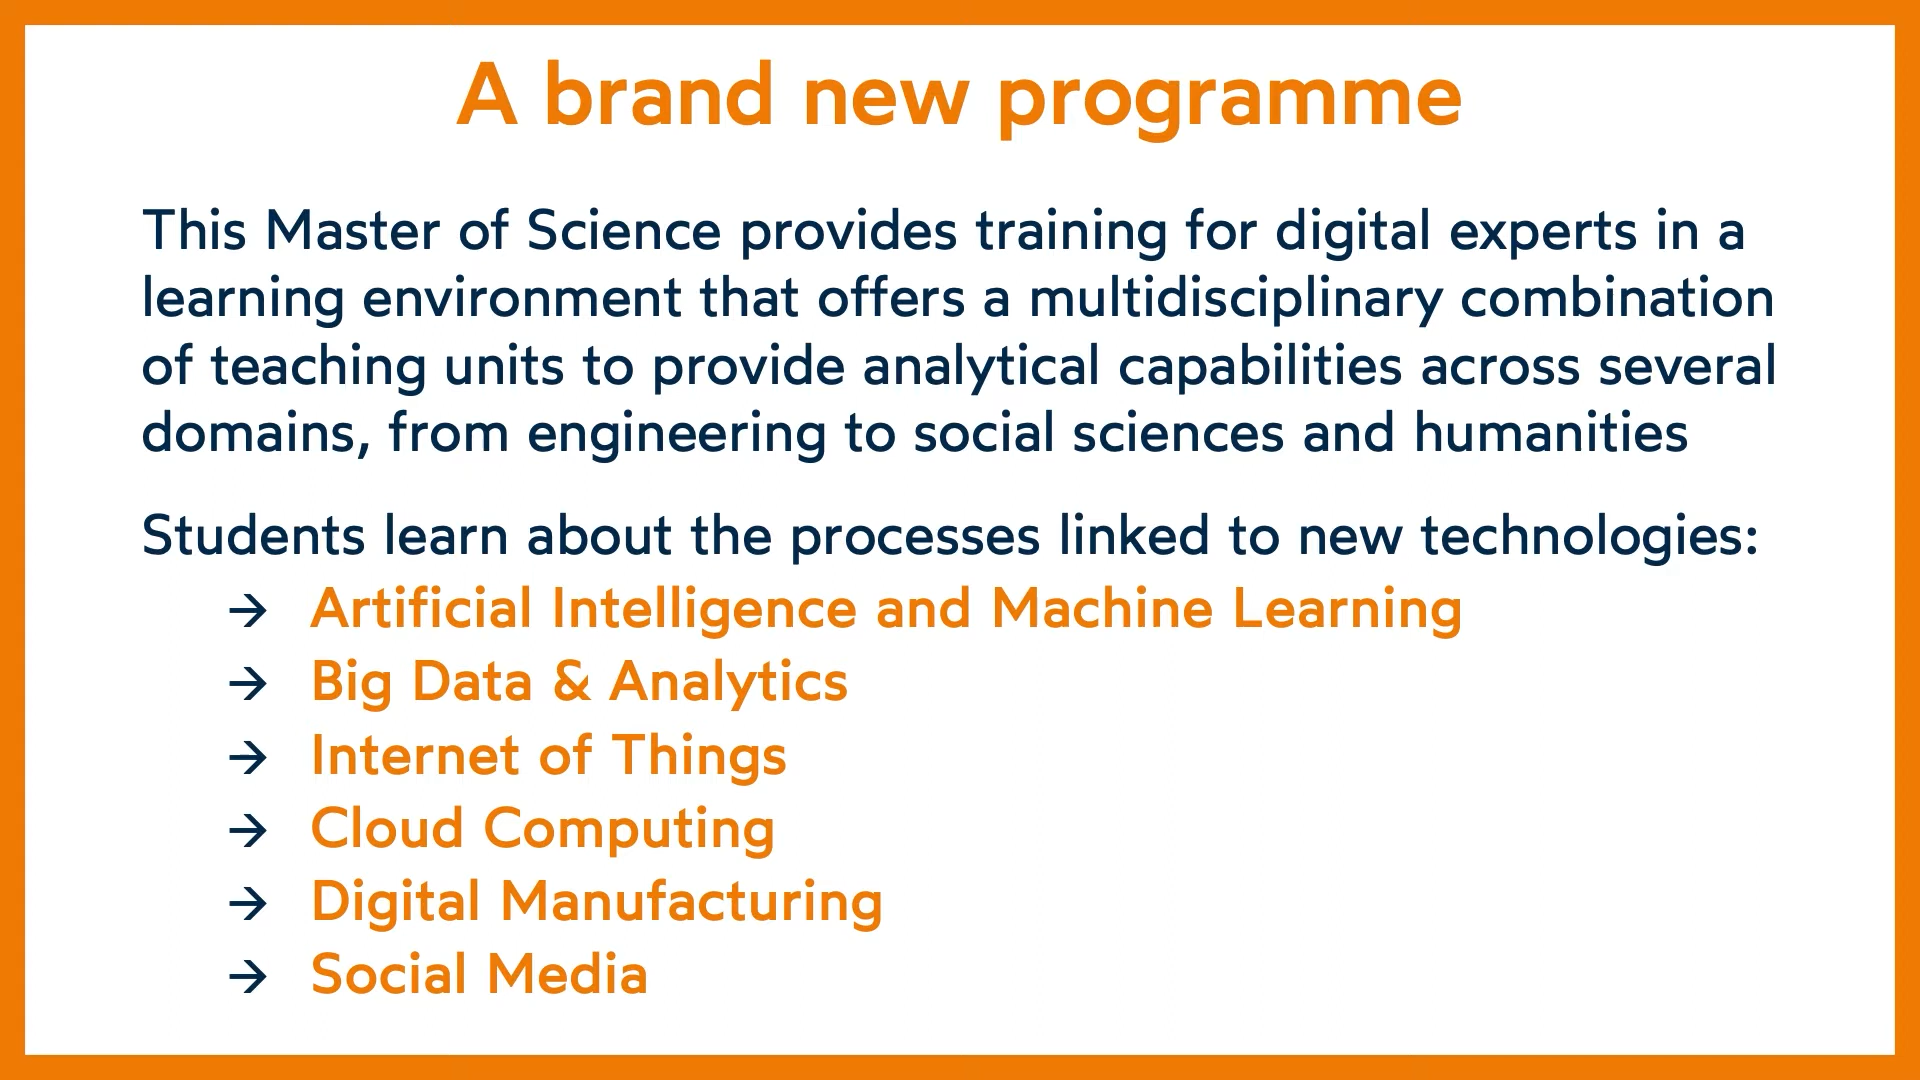 A brand new programme
This Master of Science provides training for digital experts in a
learning environment that offers a multidisciplinary combination
of teaching units to provide analytical capabilities across several
domains, from engineering to social sciences and humanities
Students learn about the processes linked to new technologies:
→ Artificial Intelligence and Machine Learning
→ Big Data & Analytics
→ Internet of Things
→ Cloud Computing
→ Digital Manufacturing
→ Social Media